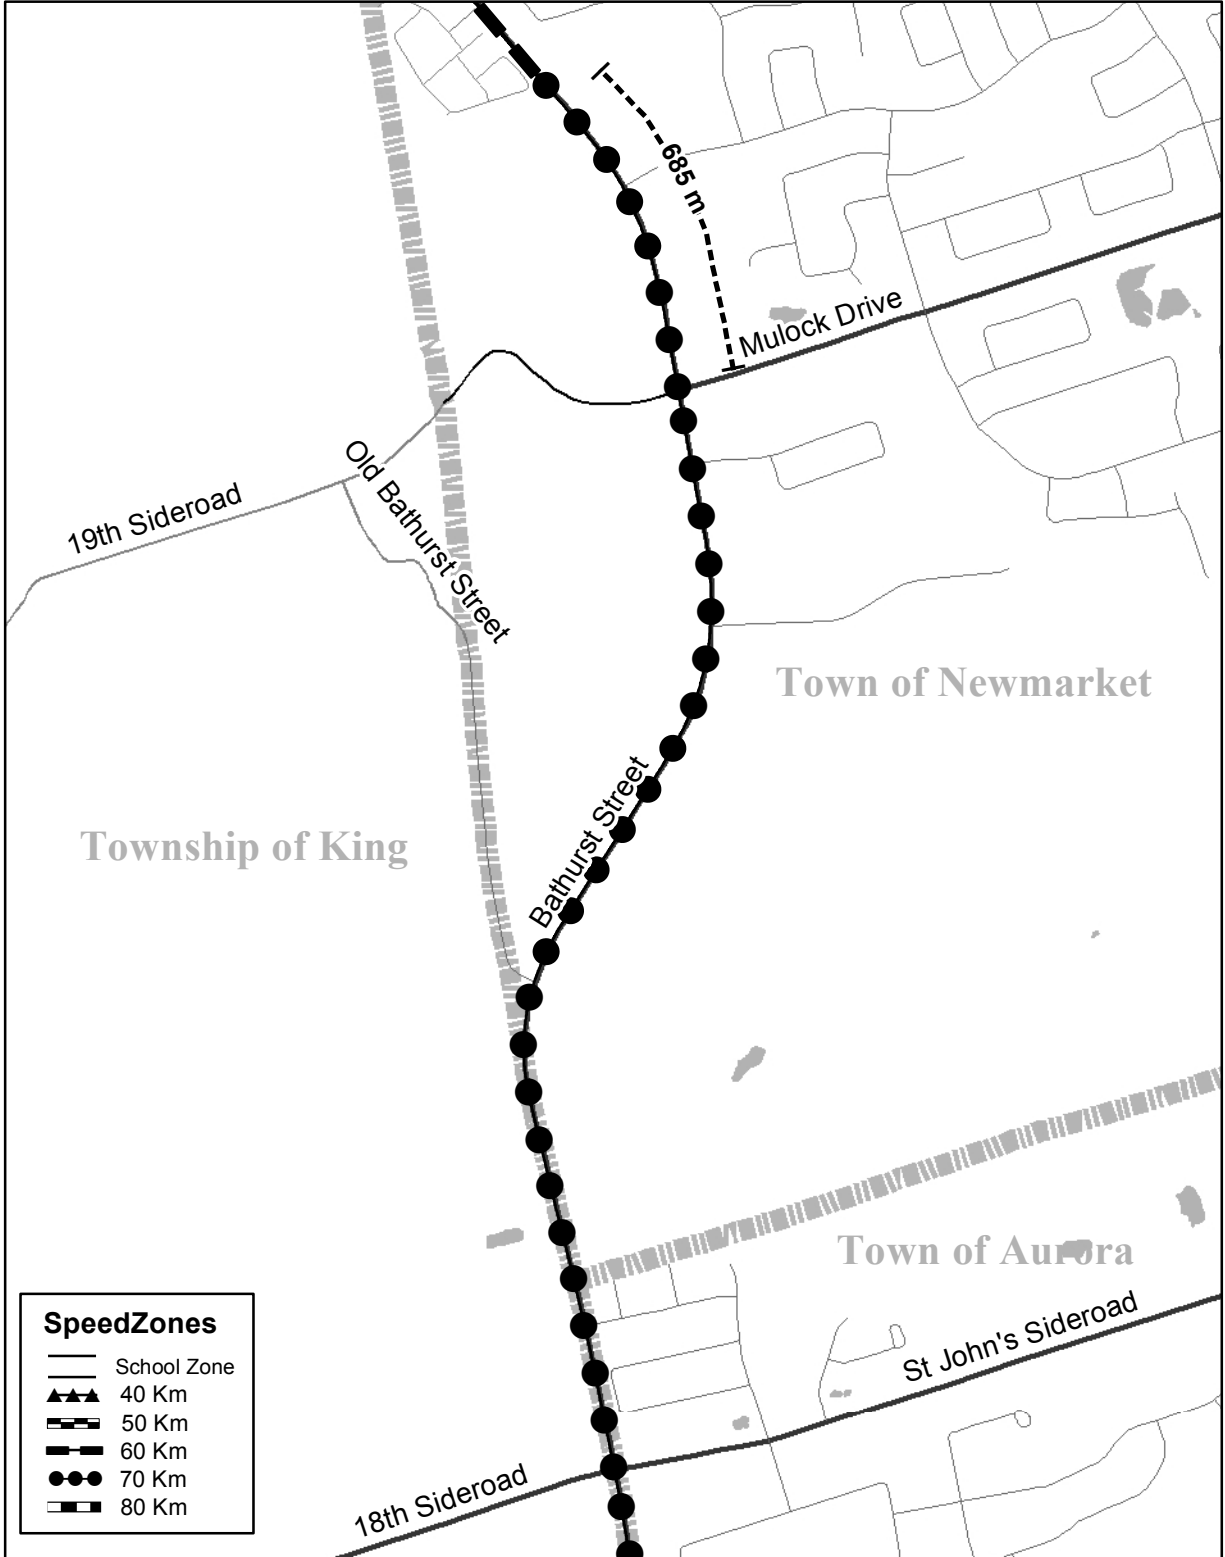 685 m
Mulock Drive
Old Bathurst Street
19th Sideroad
Town of Newmarket
Bathurst Street
Township of King
Town of Aurora
St John's Sideroad
18th Sideroad
SpeedZones
School Zone
40 Km
50 Km
60 Km
70 Km
80 Km